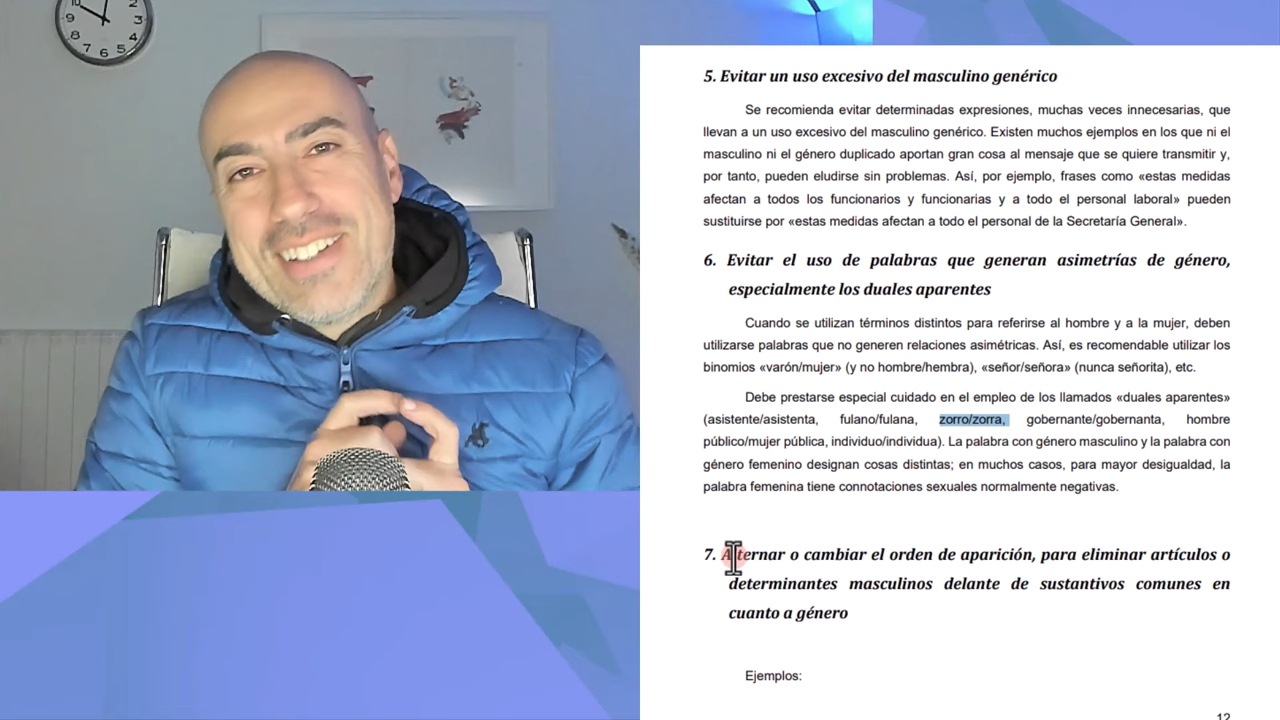 10
2
9
3
8
4
7
6
5
5. Evitar un uso excesivo del masculino genérico
Se recomienda evitar determinadas expresiones, muchas veces innecesarias, que
llevan a un uso excesivo del masculino genérico. Existen muchos ejemplos en los que ni el
masculino ni el género duplicado aportan gran cosa al mensaje que se quiere transmitir y,
por tanto, pueden eludirse sin problemas. Así, por ejemplo, frases como «estas medidas
afectan a todos los funcionarios y funcionarias y a todo el personal laboral» pueden
sustituirse por «estas medidas afectan a todo el personal de la Secretaría General».
6. Evitar el uso de palabras que generan asimetrías de género,
especialmente los duales aparentes
Cuando se utilizan términos distintos para referirse al hombre y a la mujer, deben
utilizarse palabras que no generen relaciones asimétricas. Así, es recomendable utilizar los
binomios «varón/mujer» (y no hombre/hembra), «señor/señora» (nunca señorita), etc.
Debe prestarse especial cuidado en el empleo de los llamados «duales aparentes»
(asistente/asistenta, fulano/fulana, zorro/zorra, gobernante/gobernanta, hombre
público/mujer pública, individuo/individua). La palabra con género masculino y la palabra con
género femenino designan cosas distintas; en muchos casos, para mayor desigualdad, la
palabra femenina tiene connotaciones sexuales normalmente negativas.
7. Alternar o cambiar el orden de aparición, para eliminar artículos o
determinantes masculinos delante de sustantivos comunes en
cuanto a género
Ejemplos:
12